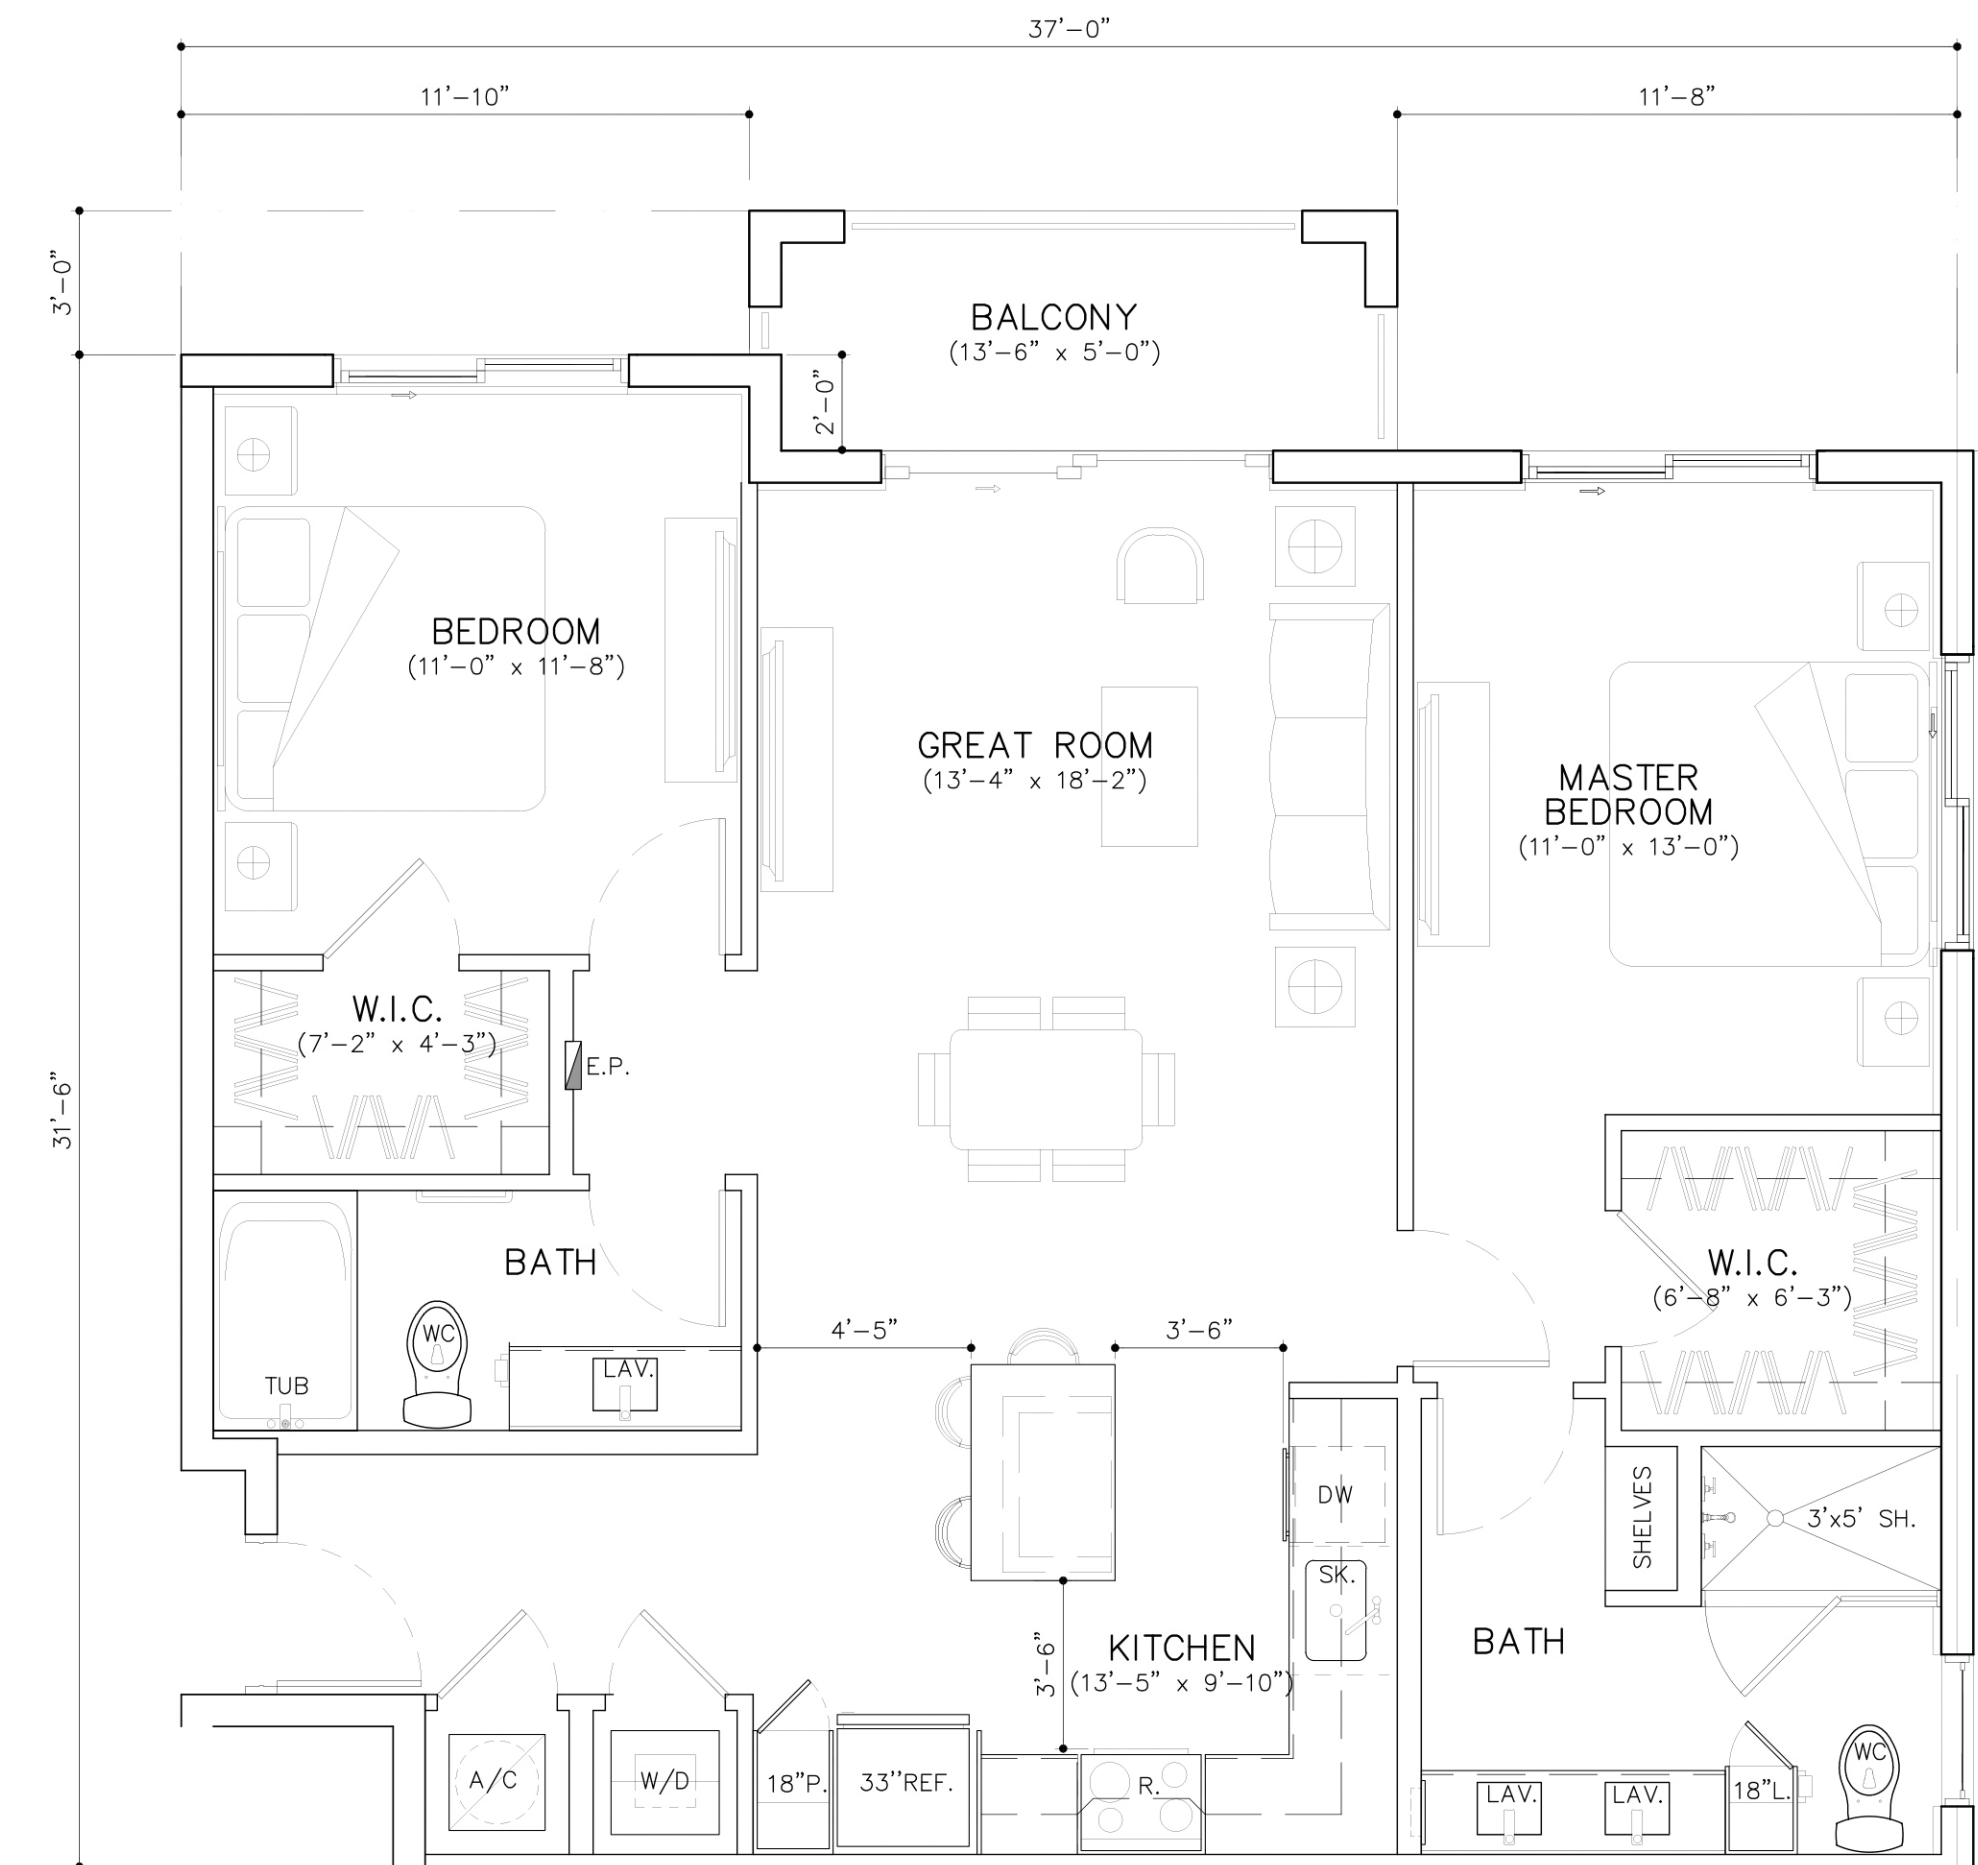 37'-0"
11'-10"
11'-8"
3'-0"
BALCONY
(13'-6" x 5'-0")
2'-0"
BEDROOM
(11'-0" x 11'-8")
GREAT ROOM
(13'-4" x 18'-2")
MASTER
BEDROOM
(11'-0" x 13'-0")
W.I.C.
(7'-2" x 4'-3")
E.P.
31'-6"
BATH
W.I.C.
(6'-8" x 6'-3")
4'-5"
3'-6"
WC
LAV.
TUB
DW
SHELVES
3'x5' SH.
SK.
3'-6"
KITCHEN
(13'-5" x 9'-10")
BATH
A/C
W/D
18"P.
33''REF.
R.
LAV.
LAV.
18"L.
WC